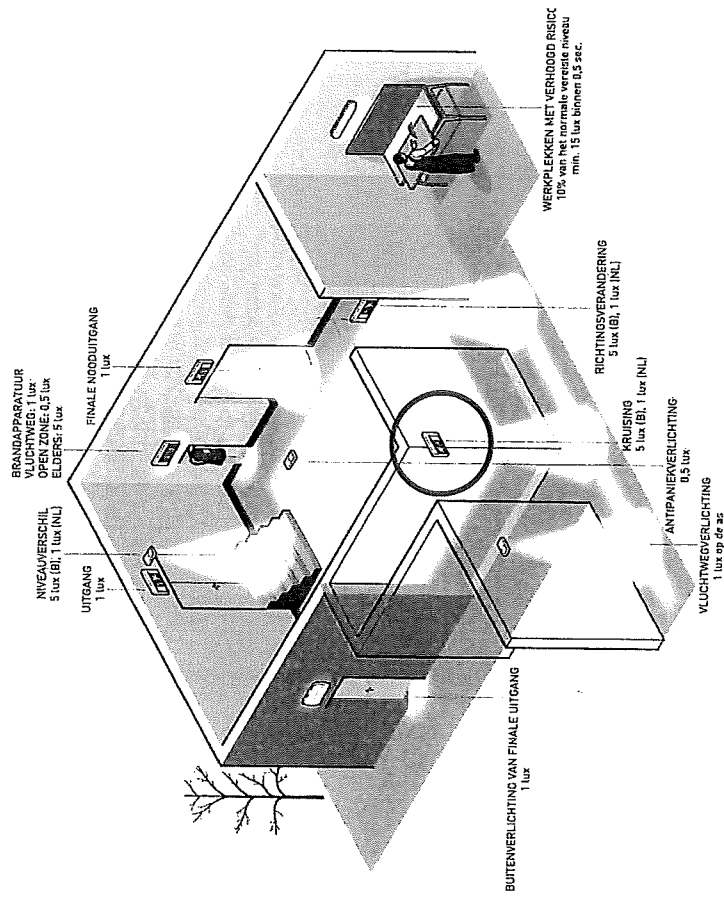 BRANDAPPARATUUR
VLUCHTWEG: 1 lux
OPEN ZONE: 0,5 lux
ELDERS: 5 lux
FINALE NOODUITGANG
1 lux
NIVEAUVERSCHIL
5 lux (B), 1 lux (NL)
UITGANG
1 lux
WERKPLEKKEN MET VERHOOGD RISICO
10% van het normale vereiste niveau
min. 15 lux binnen 0,5 sec.
RICHTINGSVERANDERING
5 lux (B), 1 lux (NL)
KRUISING
5 lux (B), 1 lux (NL)
ANTIPANIEKVERLICHTING
0,5 lux
VLUCHTWEGVERLICHTING
1 lux op de as
BUITENVERLICHTING VAN FINALE UITGANG
1 lux